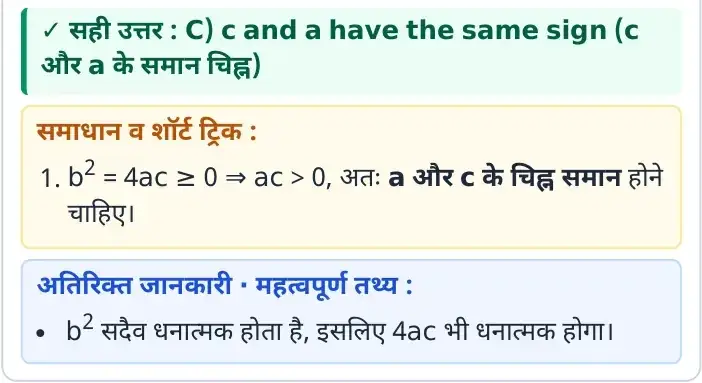 ✓ सही उत्तर : C) c and a have the same sign (c
और a के समान चिह्न)
समाधान व शॉर्ट ट्रिक :
1. b² = 4ac ≥ 0 ⇒ ac > 0, अतः a और c के चिह्न समान होने
चाहिए।
अतिरिक्त जानकारी · महत्वपूर्ण तथ्य :
• b² सदैव धनात्मक होता है, इसलिए 4ac भी धनात्मक होगा।